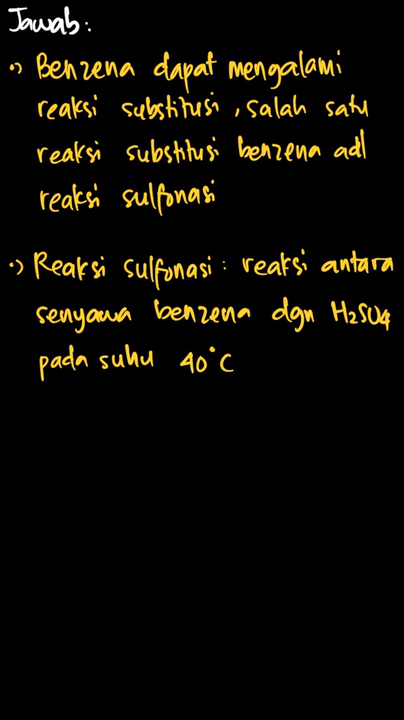 Jawab :
•) Benzena dapat mengalami
reaksi substitusi, salah satu
reaksi substitusi benzena adl
reaksi sulfonasi
•) Reaksi sulfonasi : reaksi antara
senyawa benzena dgn H₂SO₄
pada suhu 40°C